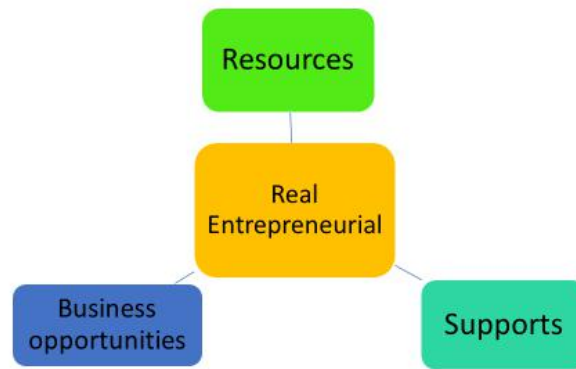 Resources
Real
Entrepreneurial
Business
opportunities
Supports